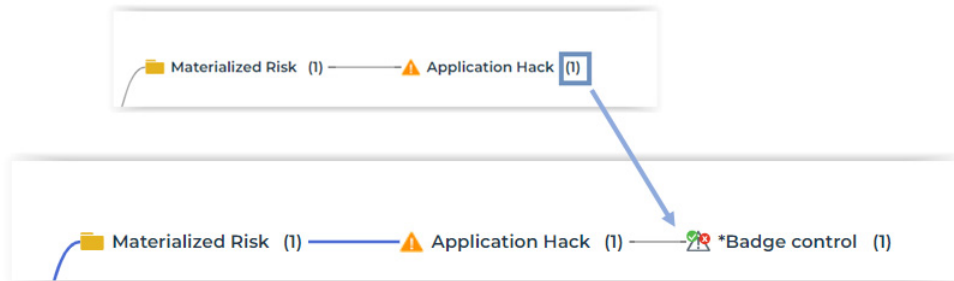 Materialized Risk (1) Application Hack (1)
Materialized Risk (1) Application Hack (1) *Badge control (1)